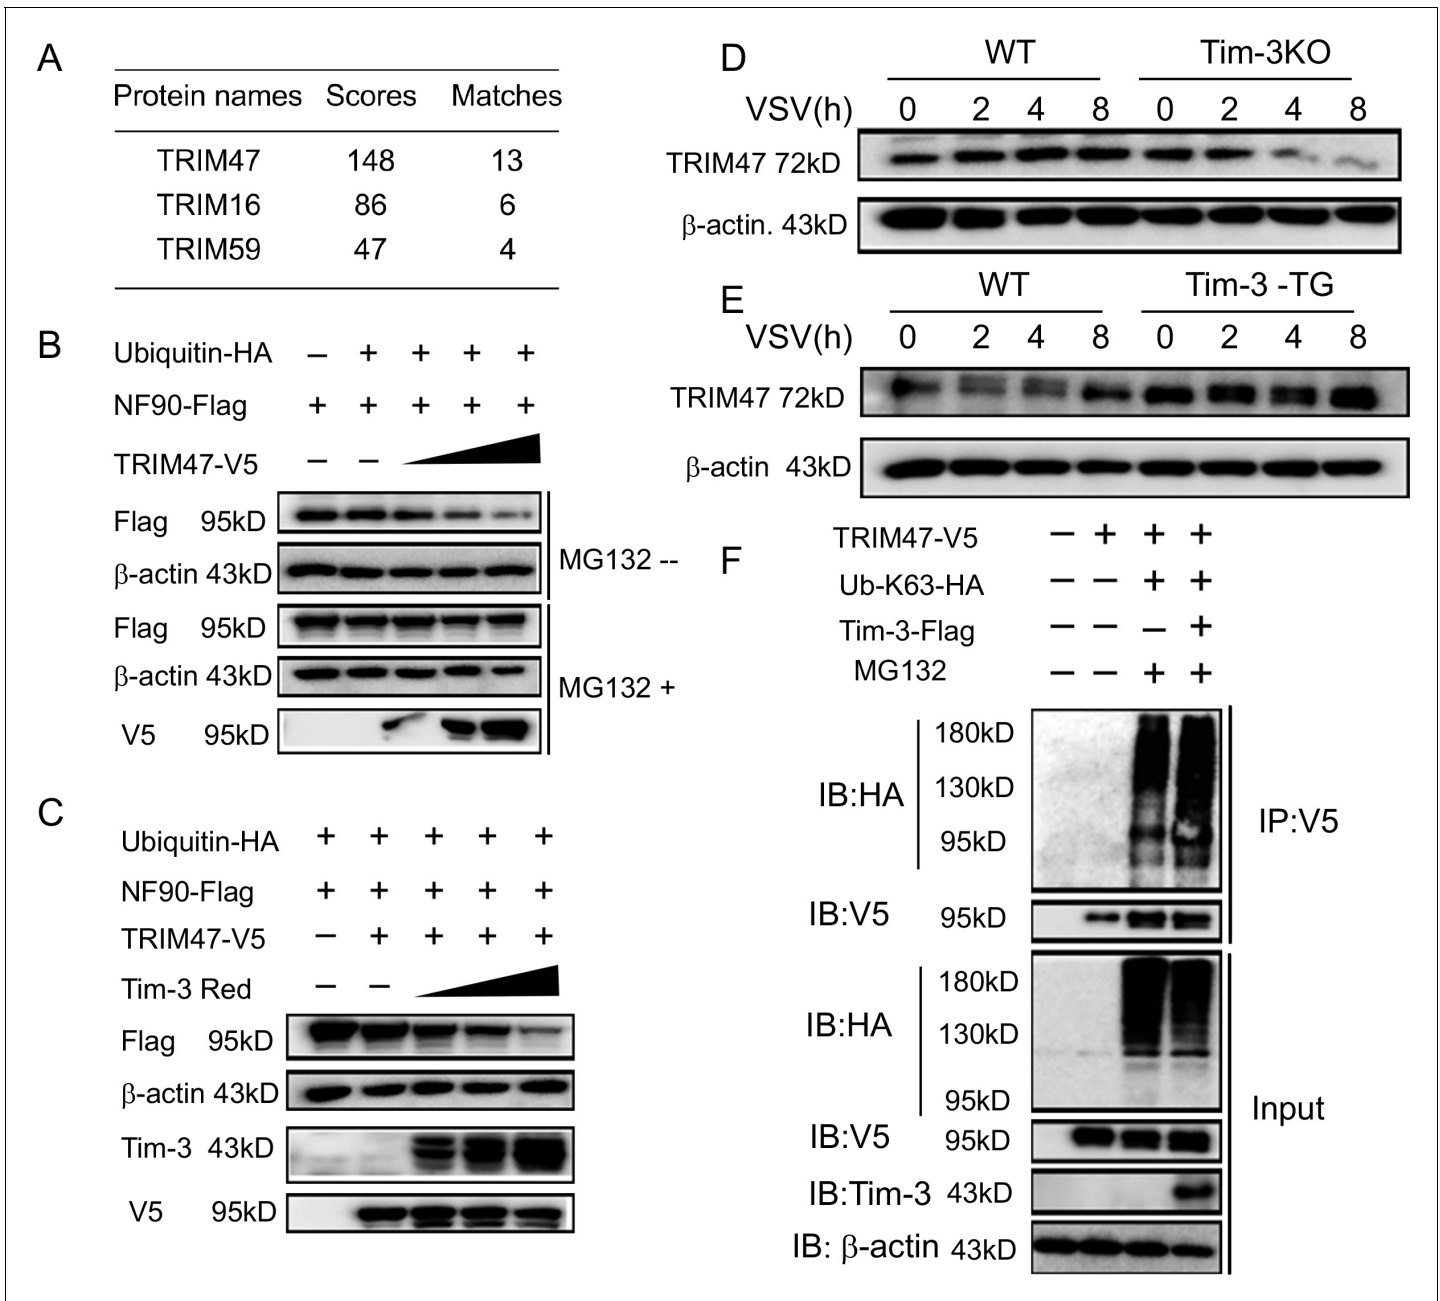 A
Protein names Scores Matches
TRIM47 148 13
TRIM16 86 6
TRIM59 47 4
B
Ubiquitin-HA – + + + +
NF90-Flag + + + + +
TRIM47-V5 – –
Flag 95kD
β-actin 43kD
MG132 --
Flag 95kD
β-actin 43kD
MG132 +
V5 95kD
C
Ubiquitin-HA + + + + +
NF90-Flag + + + + +
TRIM47-V5 – + + + +
Tim-3 Red – –
Flag 95kD
β-actin 43kD
Tim-3 43kD
V5 95kD
D
WT Tim-3KO
VSV(h) 0 2 4 8 0 2 4 8
TRIM47 72kD
β-actin. 43kD
E
WT Tim-3 -TG
VSV(h) 0 2 4 8 0 2 4 8
TRIM47 72kD
β-actin 43kD
F
TRIM47-V5 – + + +
Ub-K63-HA – – + +
Tim-3-Flag – – – +
MG132 – – + +
180kD
IB:HA 130kD
95kD
IP:V5
IB:V5 95kD
180kD
IB:HA 130kD
95kD
Input
IB:V5 95kD
IB:Tim-3 43kD
IB: β-actin 43kD